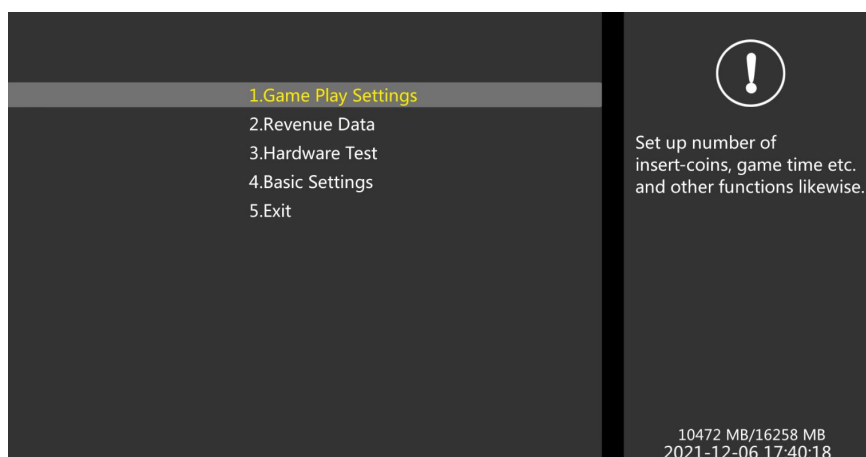 1.Game Play Settings
2.Revenue Data
3.Hardware Test
4.Basic Settings
5.Exit
Set up number of
insert-coins, game time etc.
and other functions likewise.
10472 MB/16258 MB
2021-12-06 17:40:18